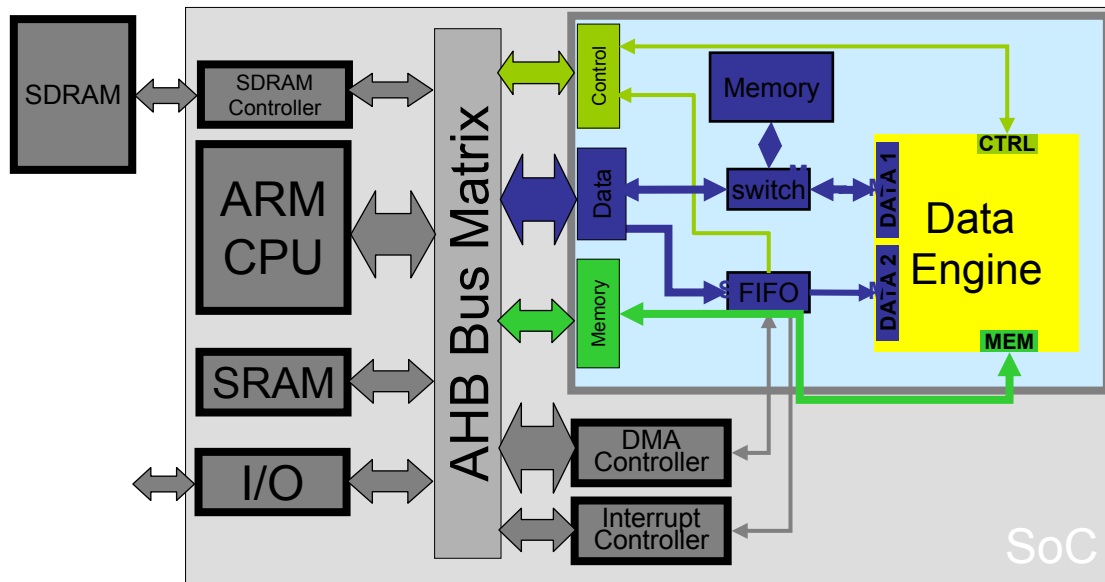 SDRAM
SDRAM
Controller
ARM
CPU
SRAM
I/O
AHB Bus Matrix
Control
Data
Memory
Memory
switch
FIFO
CTRL
DATA 1
DATA 2
Data
Engine
MEM
DMA
Controller
Interrupt
Controller
SoC